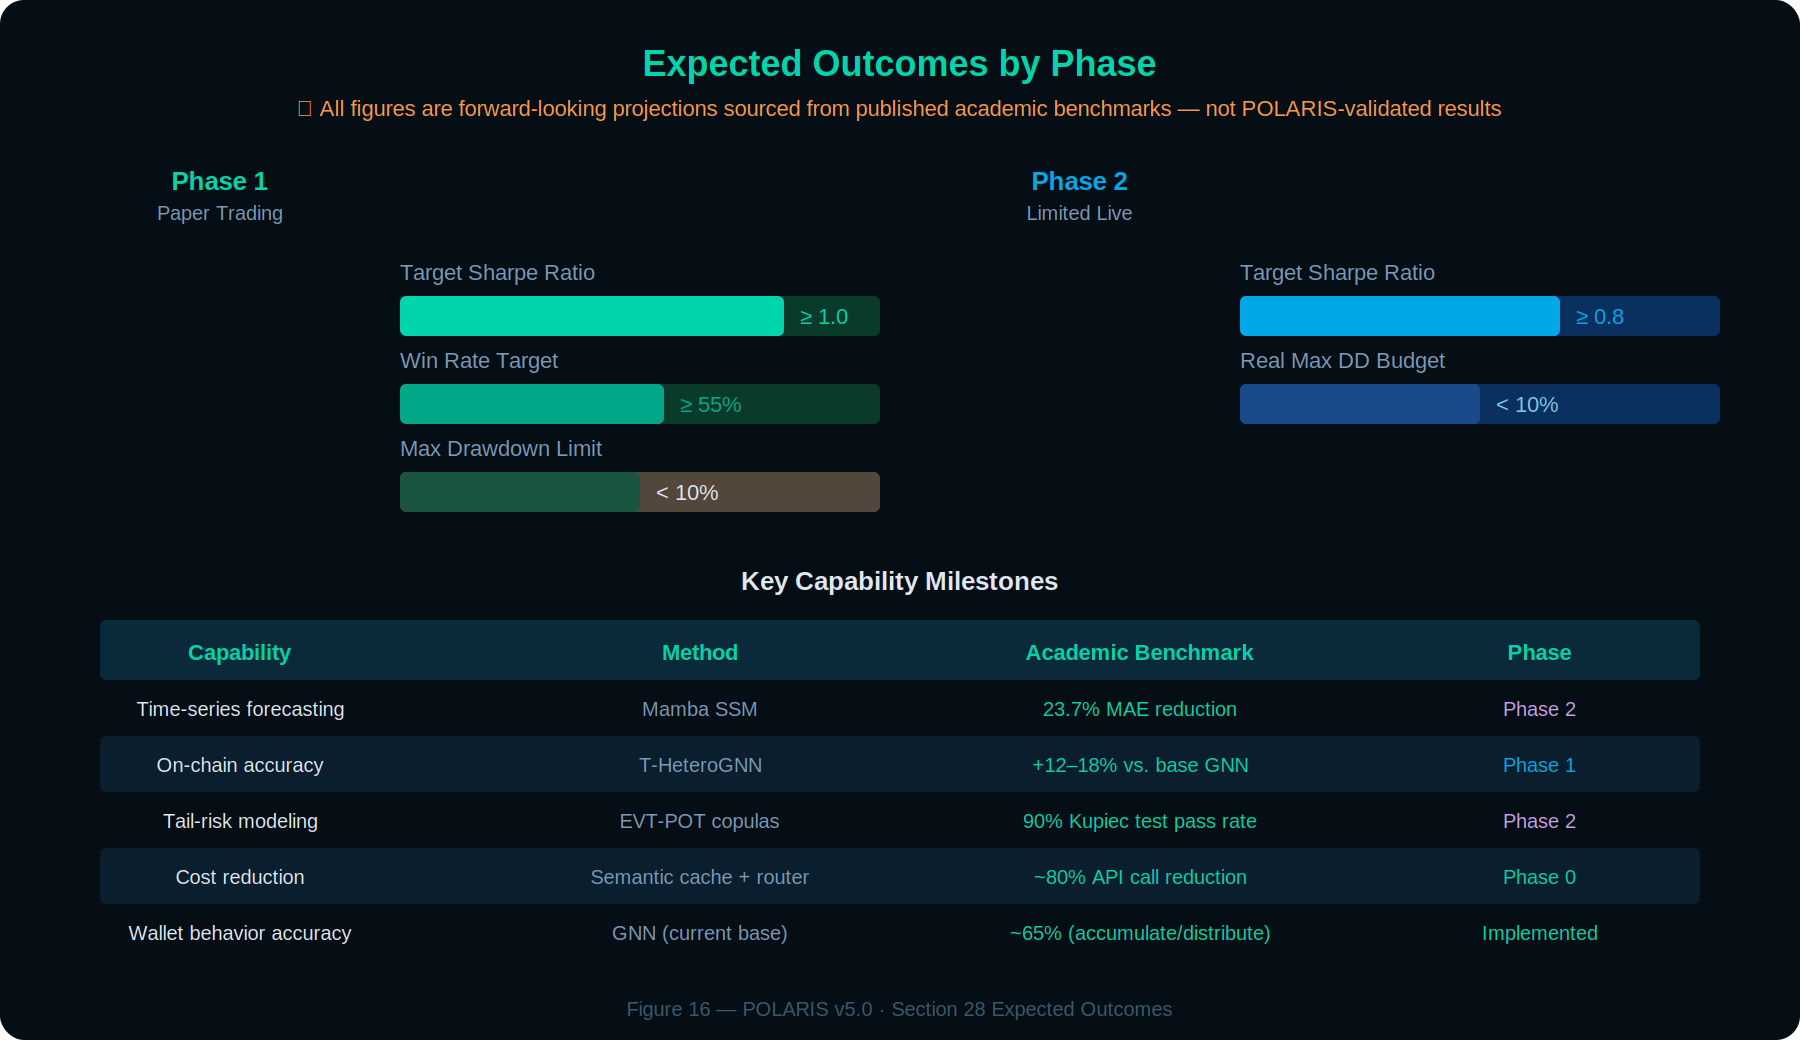 Expected Outcomes by Phase
All figures are forward-looking projections sourced from published academic benchmarks — not POLARIS-validated results
Phase 1
Paper Trading
Target Sharpe Ratio
≥ 1.0
Win Rate Target
≥ 55%
Max Drawdown Limit
< 10%
Phase 2
Limited Live
Target Sharpe Ratio
≥ 0.8
Real Max DD Budget
< 10%
Key Capability Milestones
Capability Method Academic Benchmark Phase
Time-series forecasting Mamba SSM 23.7% MAE reduction Phase 2
On-chain accuracy T-HeteroGNN +12–18% vs. base GNN Phase 1
Tail-risk modeling EVT-POT copulas 90% Kupiec test pass rate Phase 2
Cost reduction Semantic cache + router ~80% API call reduction Phase 0
Wallet behavior accuracy GNN (current base) ~65% (accumulate/distribute) Implemented
Figure 16 — POLARIS v5.0 · Section 28 Expected Outcomes